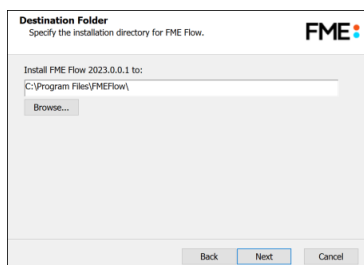 Destination Folder
Specify the installation directory for FME Flow.
FME
Install FME Flow 2023.0.0.1 to:
C:\Program Files\FMEFlow\
Browse...
Back Next Cancel